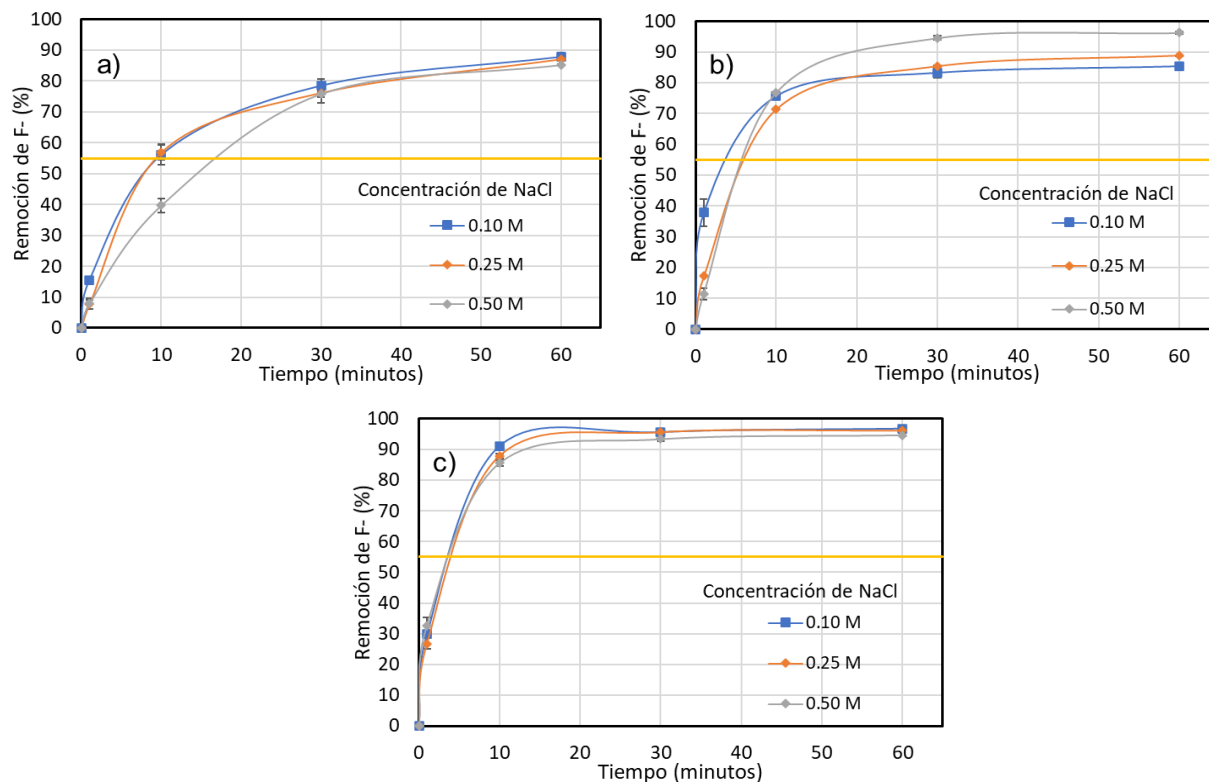 a)
Remoción de F- (%)
100
90
80
70
60
50
40
30
20
10
0
Concentración de NaCl
0.10 M
0.25 M
0.50 M
0 10 20 30 40 50 60
Tiempo (minutos)
b)
Remoción de F- (%)
100
90
80
70
60
50
40
30
20
10
0
Concentración de NaCl
0.10 M
0.25 M
0.50 M
0 10 20 30 40 50 60
Tiempo (minutos)
c)
Remoción de F- (%)
100
90
80
70
60
50
40
30
20
10
0
Concentración de NaCl
0.10 M
0.25 M
0.50 M
0 10 20 30 40 50 60
Tiempo (minutos)